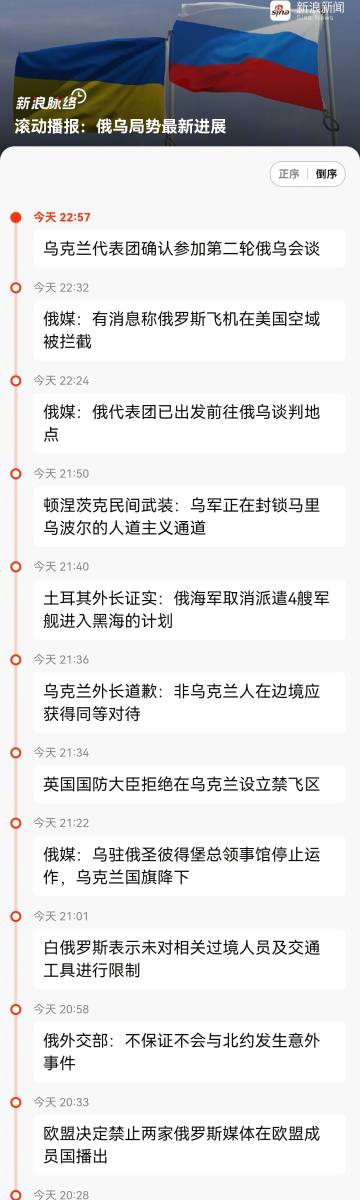 sina
新浪新闻
Sina News
新浪脉络
滚动播报：俄乌局势最新进展
正序 | 倒序
今天 22:57
乌克兰代表团确认参加第二轮俄乌会谈
今天 22:32
俄媒：有消息称俄罗斯飞机在美国空域
被拦截
今天 22:24
俄媒：俄代表团已出发前往俄乌谈判地
点
今天 21:50
顿涅茨克民间武装：乌军正在封锁马里
乌波尔的人道主义通道
今天 21:40
土耳其外长证实：俄海军取消派遣4艘军
舰进入黑海的计划
今天 21:36
乌克兰外长道歉：非乌克兰人在边境应
获得同等对待
今天 21:34
英国国防大臣拒绝在乌克兰设立禁飞区
今天 21:22
俄媒：乌驻俄圣彼得堡总领事馆停止运
作，乌克兰国旗降下
今天 21:01
白俄罗斯表示未对相关过境人员及交通
工具进行限制
今天 20:58
俄外交部：不保证不会与北约发生意外
事件
今天 20:33
欧盟决定禁止两家俄罗斯媒体在欧盟成
员国播出
今天 20:28